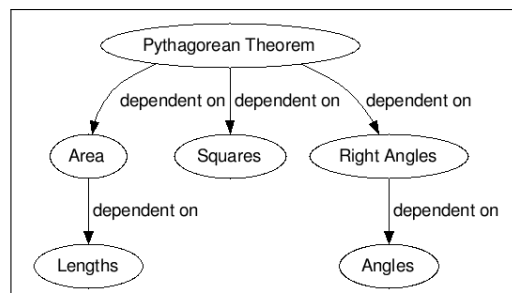 Pythagorean Theorem
dependent on dependent on dependent on
Area Squares Right Angles
dependent on dependent on
Lengths Angles